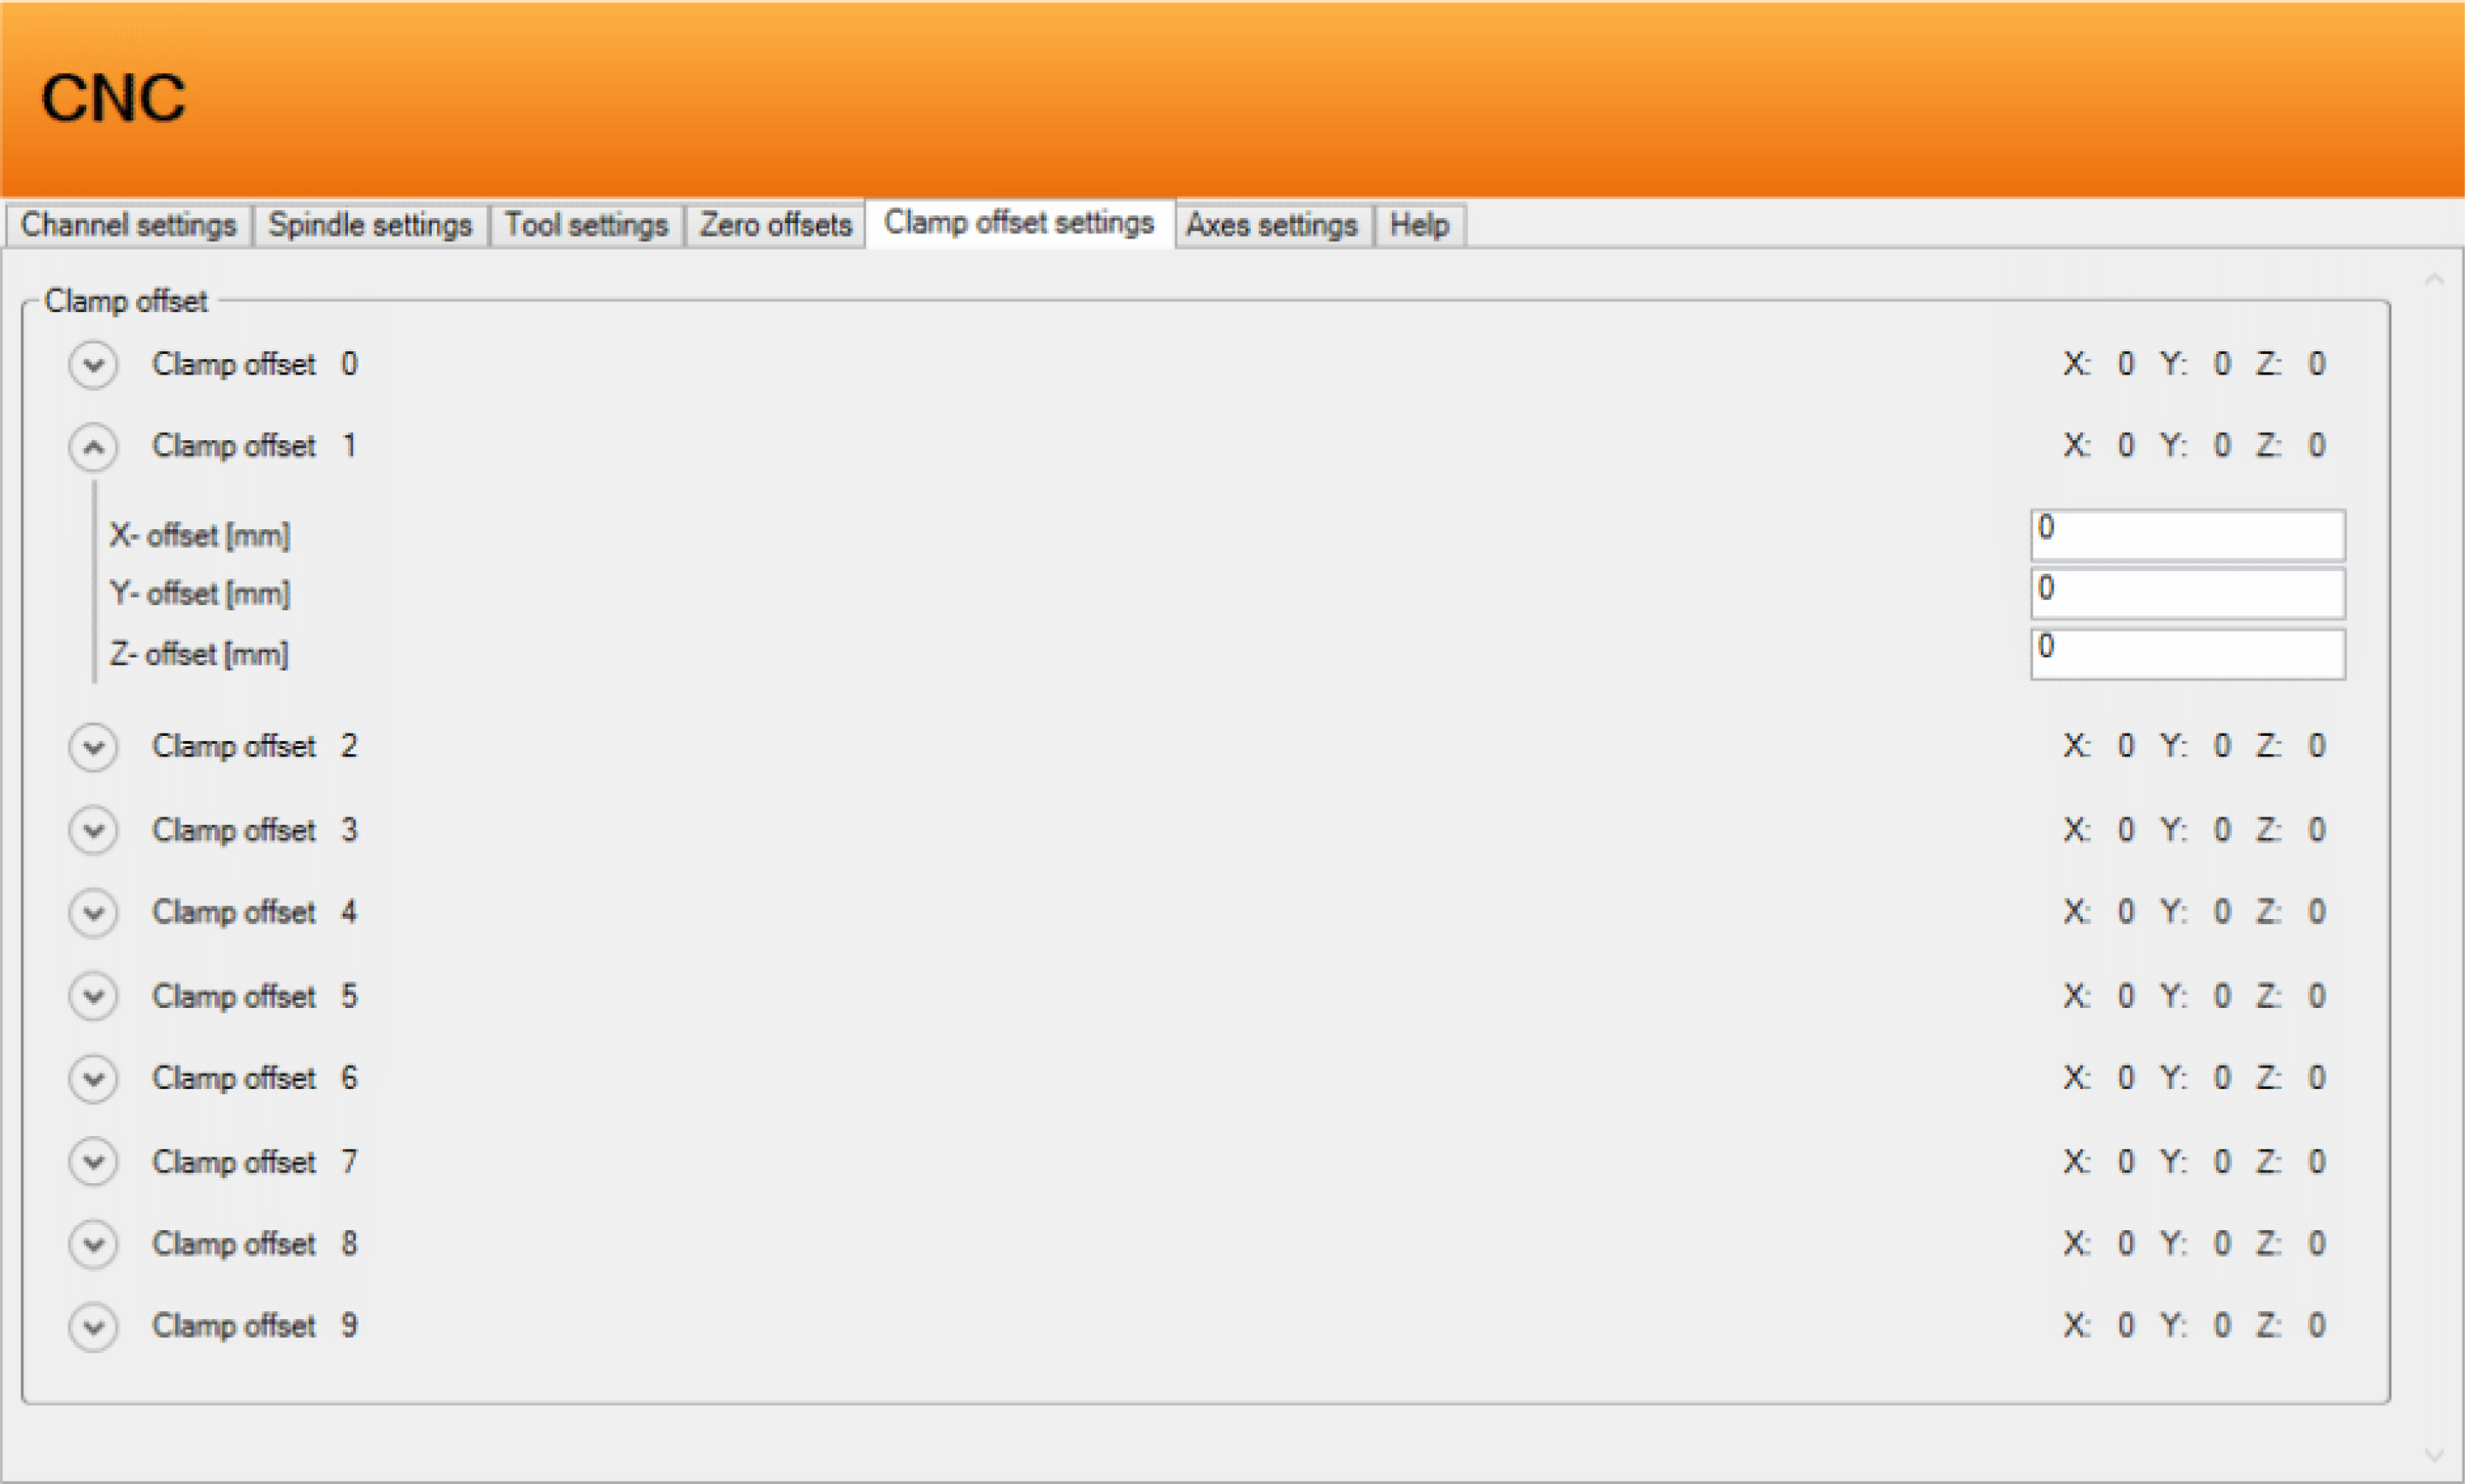 CNC
Channel settings Spindle settings Tool settings Zero offsets Clamp offset settings Axes settings Help
Clamp offset
Clamp offset 0 X: 0 Y: 0 Z: 0
Clamp offset 1 X: 0 Y: 0 Z: 0
X- offset [mm] 0
Y- offset [mm] 0
Z- offset [mm] 0
Clamp offset 2 X: 0 Y: 0 Z: 0
Clamp offset 3 X: 0 Y: 0 Z: 0
Clamp offset 4 X: 0 Y: 0 Z: 0
Clamp offset 5 X: 0 Y: 0 Z: 0
Clamp offset 6 X: 0 Y: 0 Z: 0
Clamp offset 7 X: 0 Y: 0 Z: 0
Clamp offset 8 X: 0 Y: 0 Z: 0
Clamp offset 9 X: 0 Y: 0 Z: 0